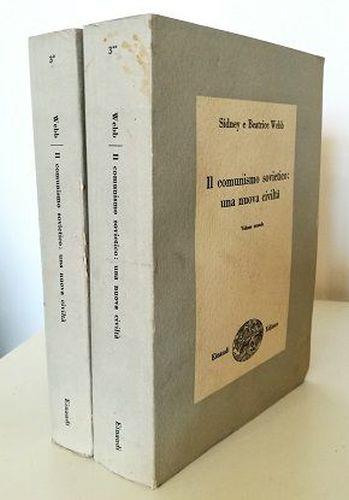 3*
Webb
Il comunismo sovietico: una nuova civiltà
Einaudi
3**
Webb
Il comunismo sovietico: una nuova civiltà
Einaudi
Sidney e Beatrice Webb
Il comunismo sovietico:
una nuova civiltà
Volume secondo
Einaudi Editore